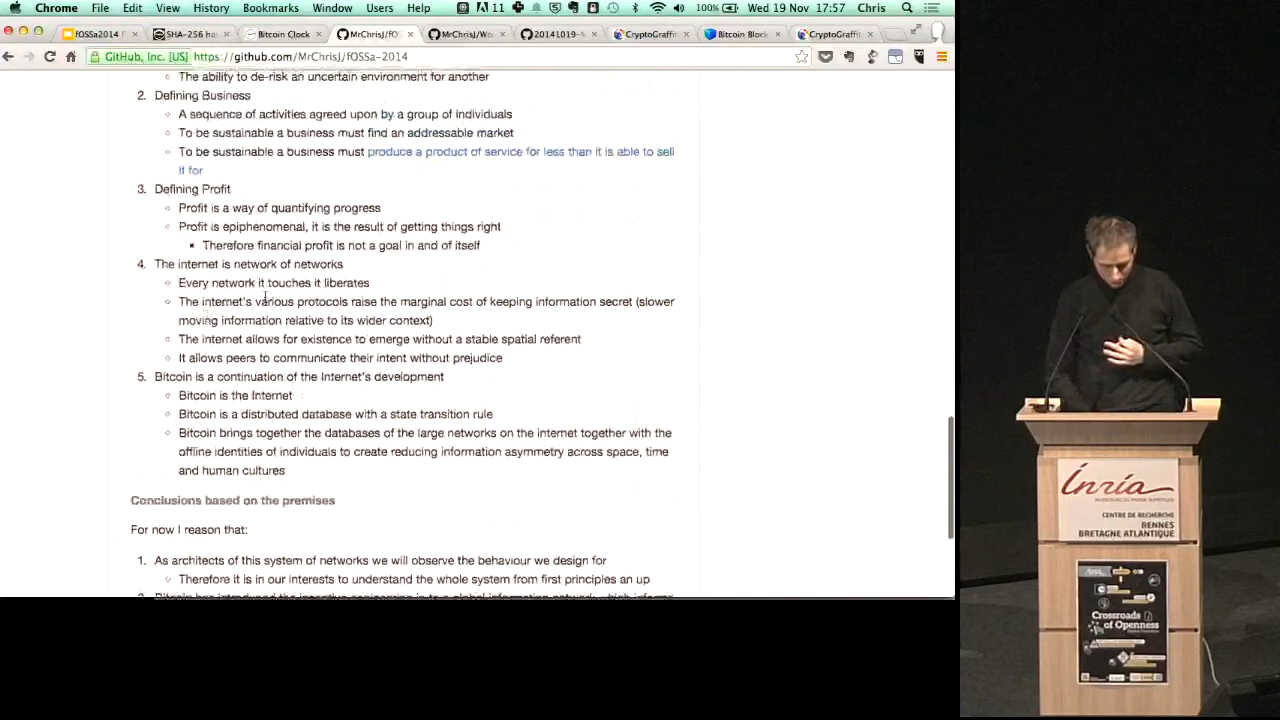 Chrome File Edit View History Bookmarks Window Users Help 11 100% Wed 19 Nov 17:57 Chris
fOSSa2014 SHA-256 ha Bitcoin Clock MrChrisJ/fO MrChrisJ/Wo 20141019-M CryptoGraffit Bitcoin Block CryptoGraffit
GitHub, Inc. [US] https://github.com/MrChrisJ/fOSSa-2014
The ability to de-risk an uncertain environment for another
2. Defining Business
A sequence of activities agreed upon by a group of individuals
To be sustainable a business must find an addressable market
To be sustainable a business must produce a product of service for less than it is able to sell
it for
3. Defining Profit
Profit is a way of quantifying progress
Profit is epiphenomenal, it is the result of getting things right
Therefore financial profit is not a goal in and of itself
4. The internet is network of networks
Every network it touches it liberates
The internet's various protocols raise the marginal cost of keeping information secret (slower
moving information relative to its wider context)
The internet allows for existence to emerge without a stable spatial referent
It allows peers to communicate their intent without prejudice
5. Bitcoin is a continuation of the Internet's development
Bitcoin is the Internet
Bitcoin is a distributed database with a state transition rule
Bitcoin brings together the databases of the large networks on the internet together with the
offline identities of individuals to create reducing information asymmetry across space, time
and human cultures
Conclusions based on the premises
For now I reason that:
1. As architects of this system of networks we will observe the behaviour we design for
Therefore it is in our interests to understand the whole system from first principles an up
Inria
CENTRE DE RECHERCHE
RENNES
BRETAGNE ATLANTIQUE
Crossroads
of Openness